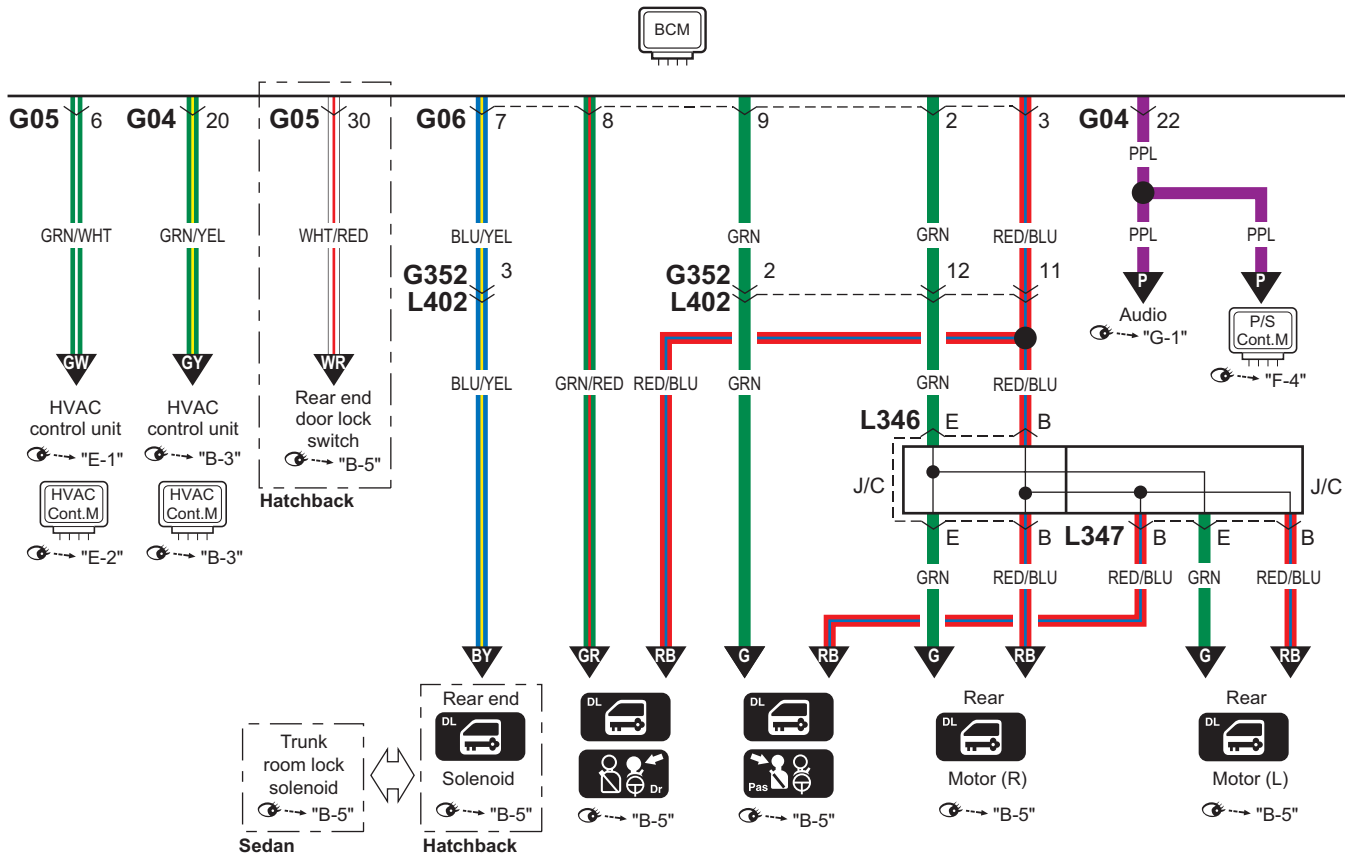 BCM
G05 6 G04 20 G05 30 G06 7 8 9 2 3 G04 22
PPL
GRN/WHT GRN/YEL WHT/RED BLU/YEL GRN GRN RED/BLU PPL PPL
G352 3 G352 2 12 11
L402 L402
P P
Audio
"G-1"
P/S
Cont.M
"F-4"
GW GY WR
BLU/YEL GRN/RED RED/BLU GRN GRN RED/BLU
HVAC
control unit
"E-1"
HVAC
Cont.M
"E-2"
HVAC
control unit
"B-3"
HVAC
Cont.M
"B-3"
Rear end
door lock
switch
"B-5"
Hatchback
L346 E B
J/C J/C
E B L347 B E B
GRN RED/BLU RED/BLU GRN RED/BLU
BY GR RB G RB G RB G RB
Trunk
room lock
solenoid
"B-5"
Sedan
Rear end
DL
Solenoid
"B-5"
Hatchback
DL
Dr
"B-5"
DL
Pas
"B-5"
Rear
DL
Motor (R)
"B-5"
Rear
DL
Motor (L)
"B-5"